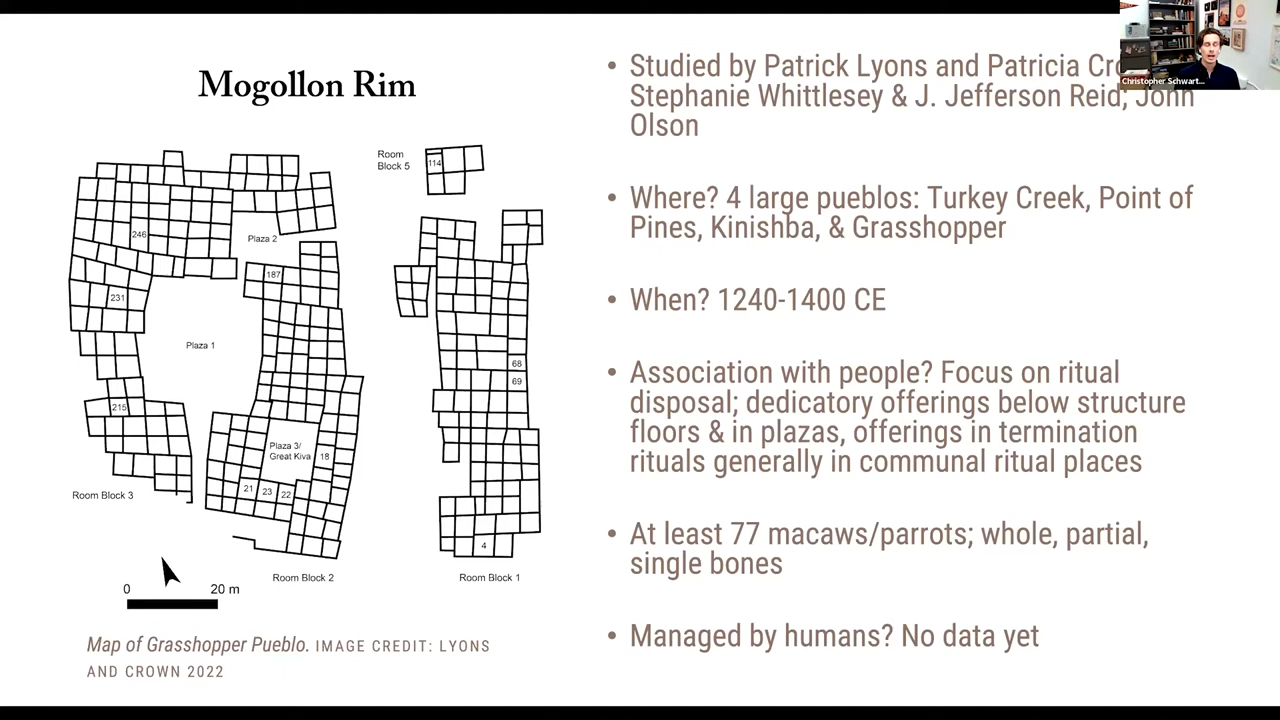 Mogollon Rim
Room
Block 5
114
246
Plaza 2
187
231
Plaza 1
68
69
215
Plaza 3/
Great Kiva
18
21
23
22
Room Block 3
4
Room Block 2
Room Block 1
0
20 m
Map of Grasshopper Pueblo. IMAGE CREDIT: LYONS
AND CROWN 2022
• Studied by Patrick Lyons and Patricia
Stephanie Whittlesey & J. Jefferson Reid; John
Olson
• Where? 4 large pueblos: Turkey Creek, Point of
Pines, Kinishba, & Grasshopper
• When? 1240-1400 CE
• Association with people? Focus on ritual
disposal; dedicatory offerings below structure
floors & in plazas, offerings in termination
rituals generally in communal ritual places
• At least 77 macaws/parrots; whole, partial,
single bones
• Managed by humans? No data yet
Christopher Schwart...